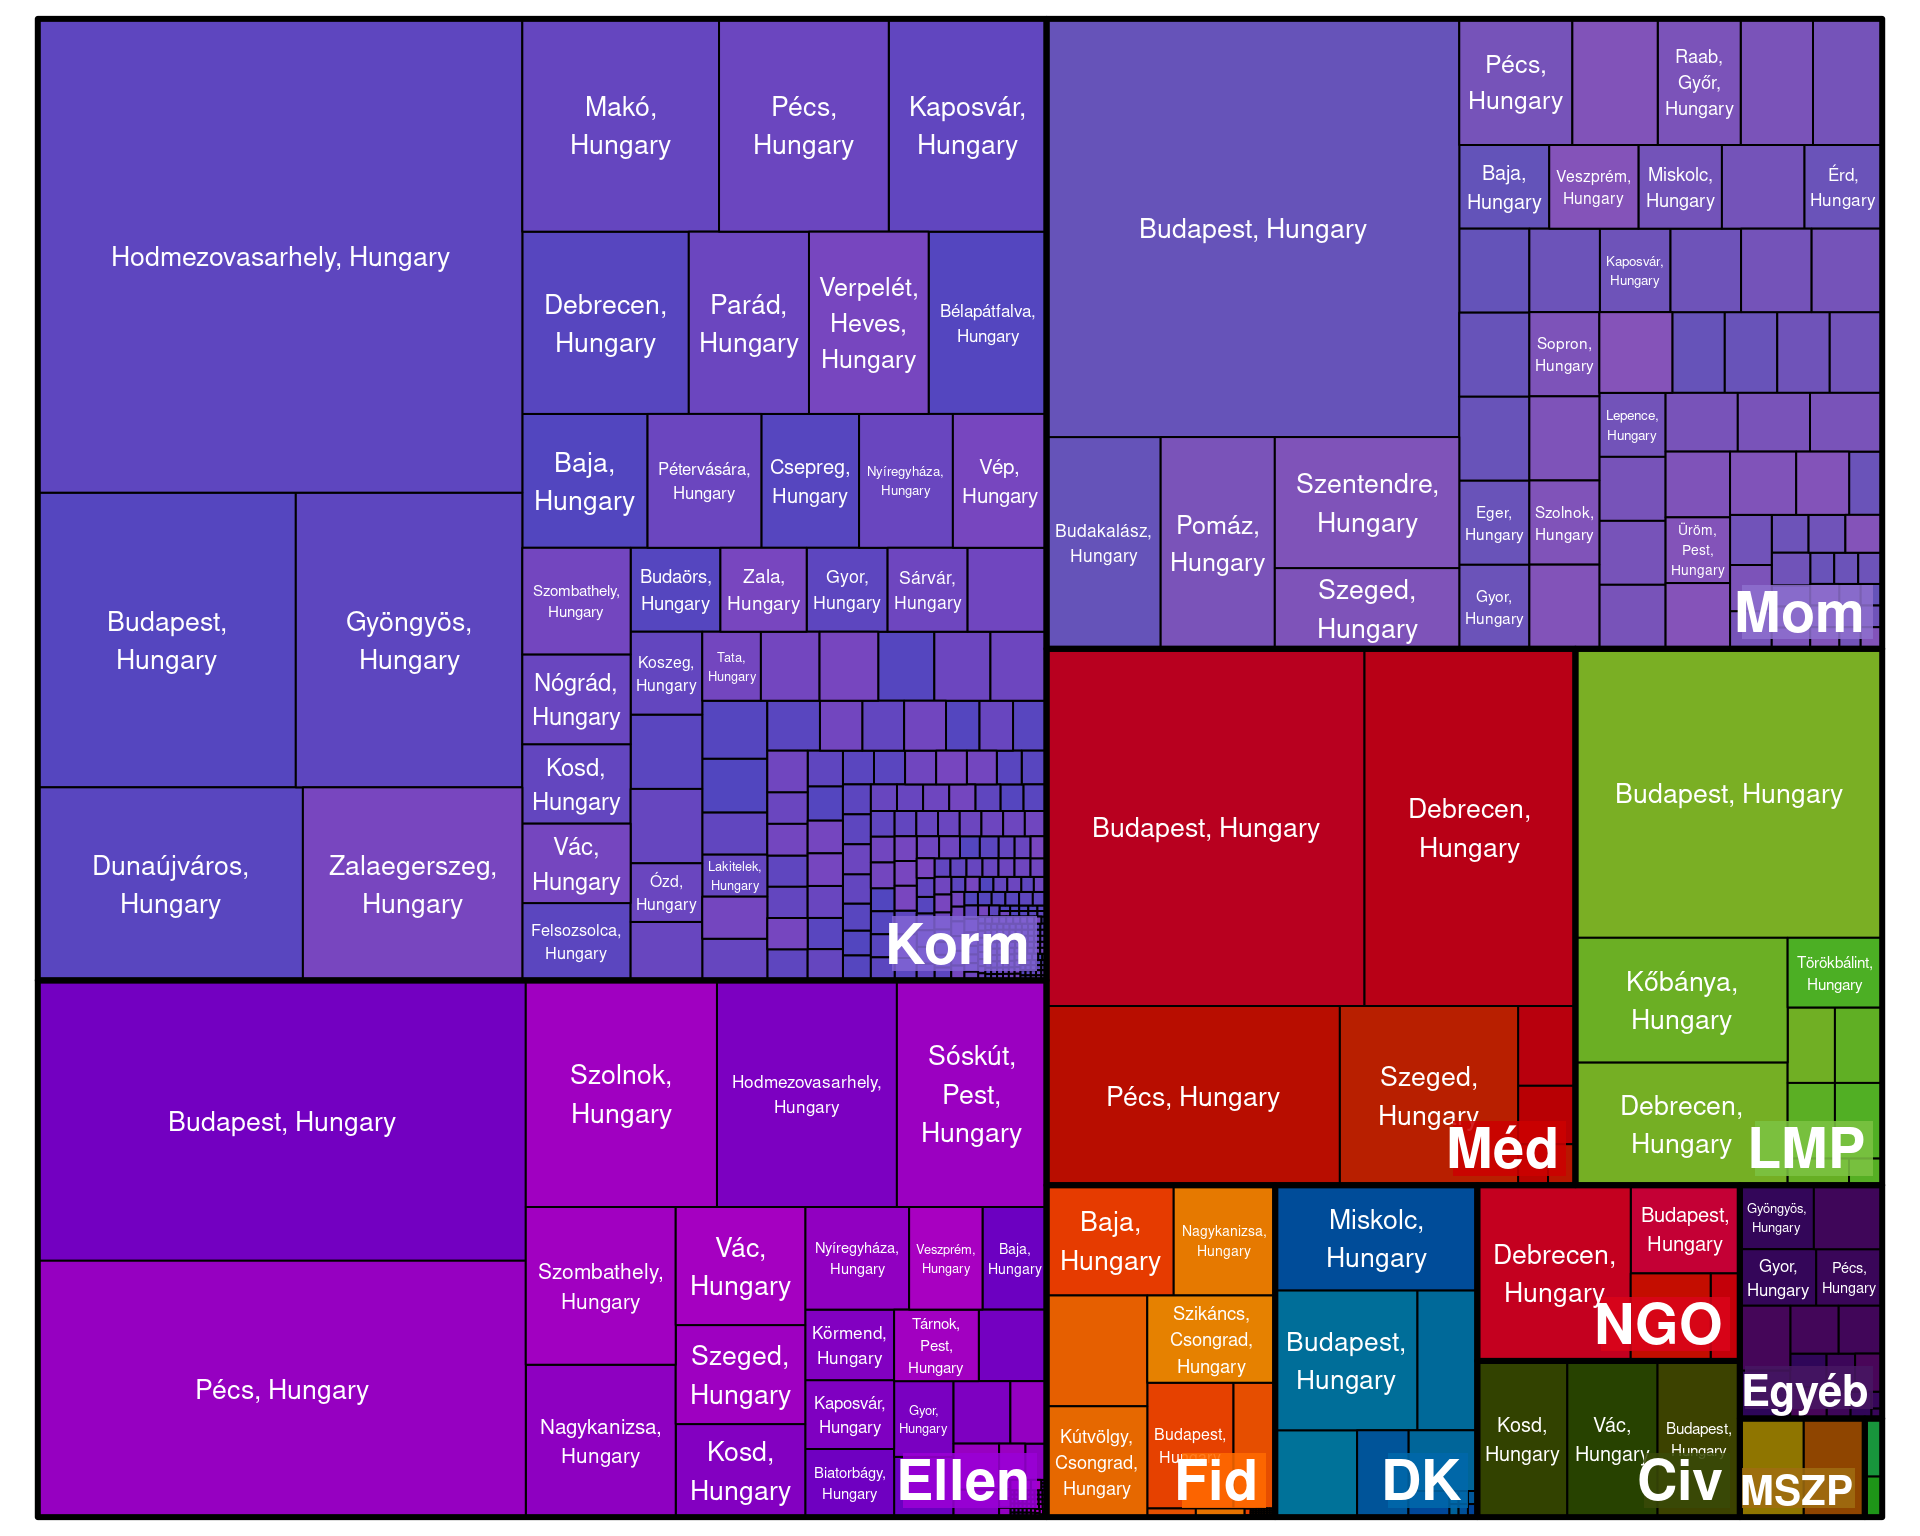 Hodmezovasarhely, Hungary
Makó,
Hungary
Pécs,
Hungary
Kaposvár,
Hungary
Debrecen,
Hungary
Parád,
Hungary
Verpelét,
Heves,
Hungary
Bélapátfalva,
Hungary
Baja,
Hungary
Pétervására,
Hungary
Csepreg,
Hungary
Nyíregyháza,
Hungary
Vép,
Hungary
Budapest,
Hungary
Gyöngyös,
Hungary
Szombathely,
Hungary
Budaörs,
Hungary
Zala,
Hungary
Gyor,
Hungary
Sárvár,
Hungary
Nógrád,
Hungary
Koszeg,
Hungary
Tata,
Hungary
Kosd,
Hungary
Dunaújváros,
Hungary
Zalaegerszeg,
Hungary
Vác,
Hungary
Ózd,
Hungary
Lakitelek,
Hungary
Felsozsolca,
Hungary
Korm
Budapest, Hungary
Pécs,
Hungary
Raab,
Győr,
Hungary
Baja,
Hungary
Veszprém,
Hungary
Miskolc,
Hungary
Érd,
Hungary
Kaposvár,
Hungary
Sopron,
Hungary
Lepence,
Hungary
Budakalász,
Hungary
Pomáz,
Hungary
Szentendre,
Hungary
Szeged,
Hungary
Eger,
Hungary
Szolnok,
Hungary
Üröm,
Pest,
Hungary
Gyor,
Hungary
Mom
Budapest, Hungary
Pécs, Hungary
Szolnok,
Hungary
Hodmezovasarhely,
Hungary
Sóskút,
Pest,
Hungary
Szombathely,
Hungary
Vác,
Hungary
Nyíregyháza,
Hungary
Veszprém,
Hungary
Baja,
Hungary
Szeged,
Hungary
Körmend,
Hungary
Tárnok,
Pest,
Hungary
Nagykanizsa,
Hungary
Kaposvár,
Hungary
Gyor,
Hungary
Kosd,
Hungary
Biatorbágy,
Hungary
Ellen
Budapest, Hungary
Debrecen,
Hungary
Pécs, Hungary
Szeged,
Hungary
Méd
Budapest, Hungary
Kőbánya,
Hungary
Törökbálint,
Hungary
Debrecen,
Hungary
LMP
Baja,
Hungary
Nagykanizsa,
Hungary
Szikáncs,
Csongrad,
Hungary
Kútvölgy,
Csongrad,
Hungary
Budapest,
Hungary
Fid
Miskolc,
Hungary
Budapest,
Hungary
DK
Debrecen,
Hungary
Budapest,
Hungary
NGO
Kosd,
Hungary
Vác,
Hungary
Budapest,
Hungary
Civ
Gyöngyös,
Hungary
Gyor,
Hungary
Pécs,
Hungary
Egyéb
MSZP